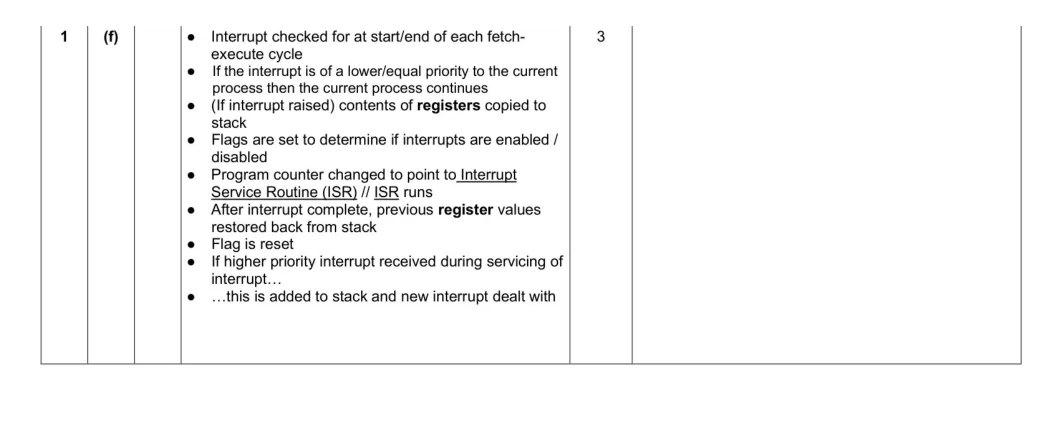 1 (f) • Interrupt checked for at start/end of each fetch- 3
execute cycle
• If the interrupt is of a lower/equal priority to the current
process then the current process continues
• (If interrupt raised) contents of registers copied to
stack
• Flags are set to determine if interrupts are enabled /
disabled
• Program counter changed to point to Interrupt
Service Routine (ISR) // ISR runs
• After interrupt complete, previous register values
restored back from stack
• Flag is reset
• If higher priority interrupt received during servicing of
interrupt…
• …this is added to stack and new interrupt dealt with